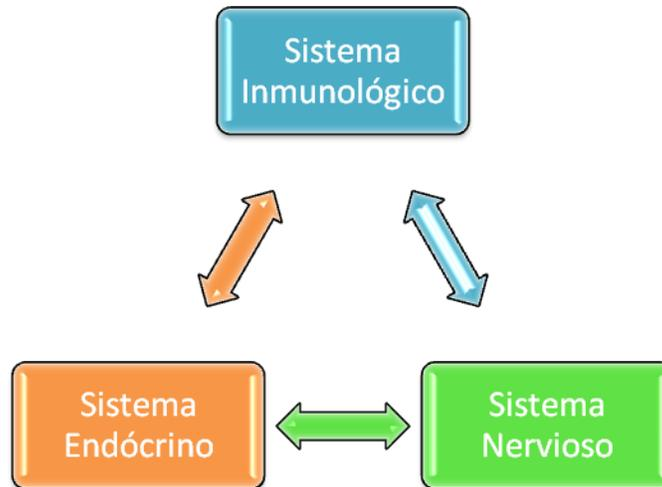 Sistema
Inmunológico
Sistema
Endócrino
Sistema
Nervioso